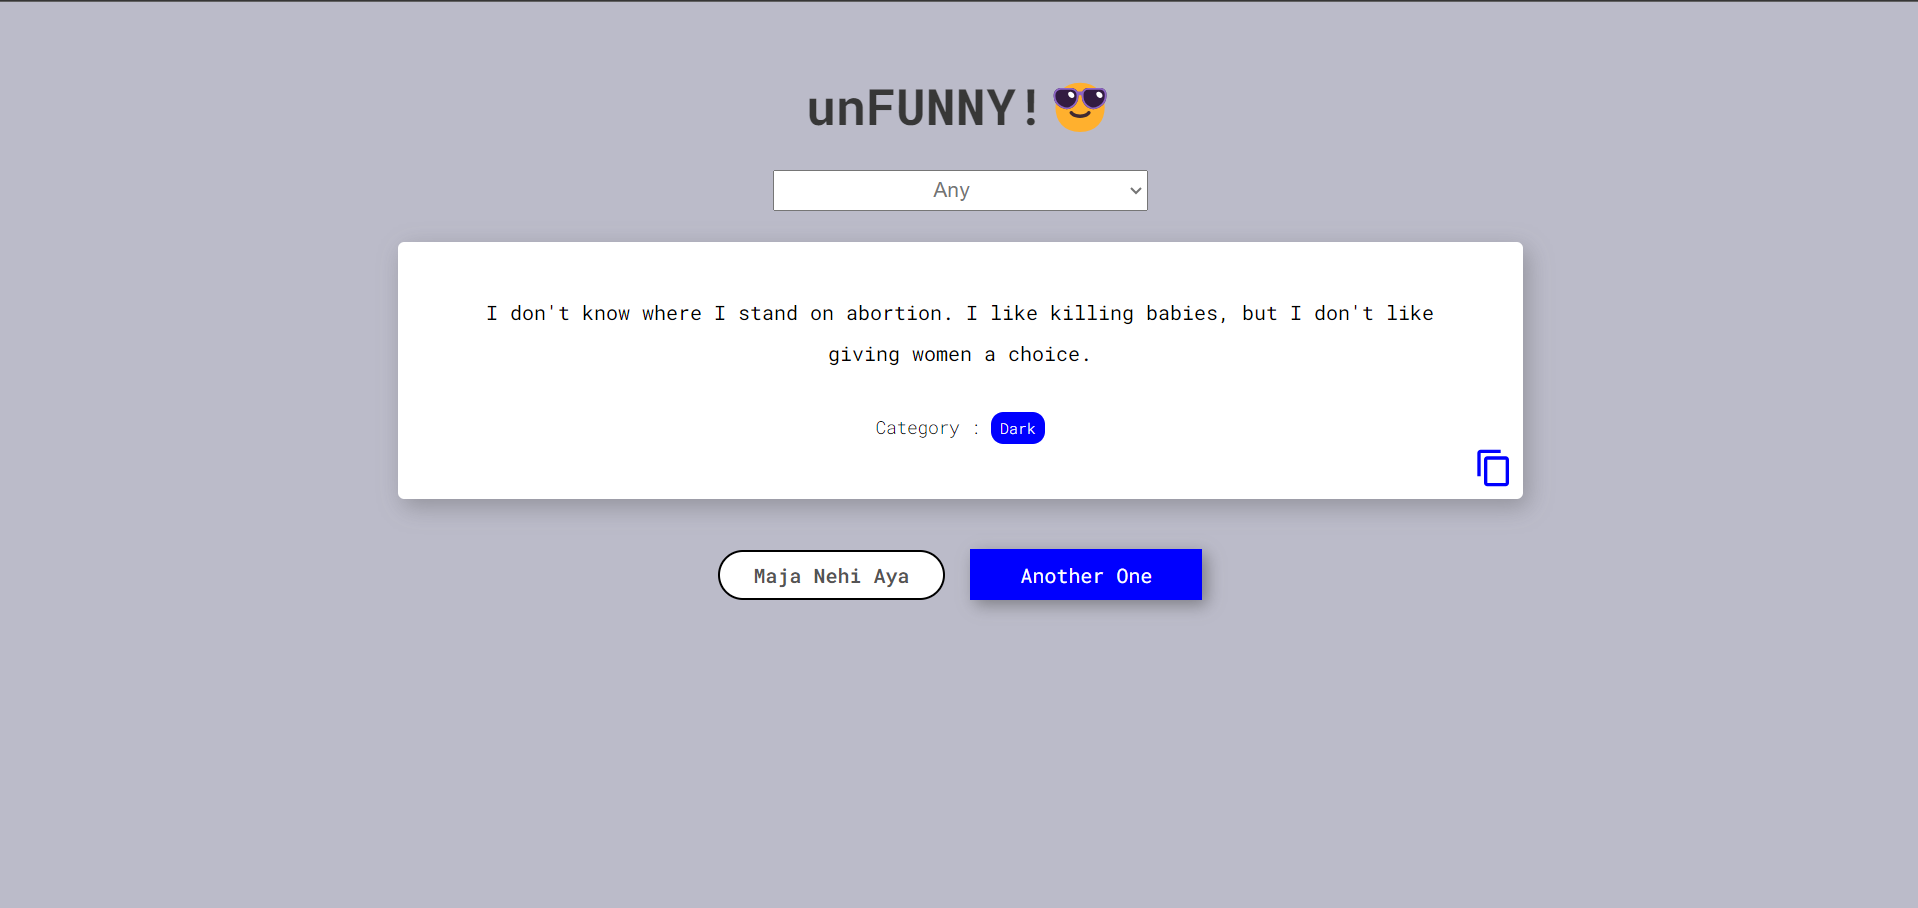 unFUNNY!
Any
I don't know where I stand on abortion. I like killing babies, but I don't like
giving women a choice.
Category : Dark
Maja Nehi Aya
Another One